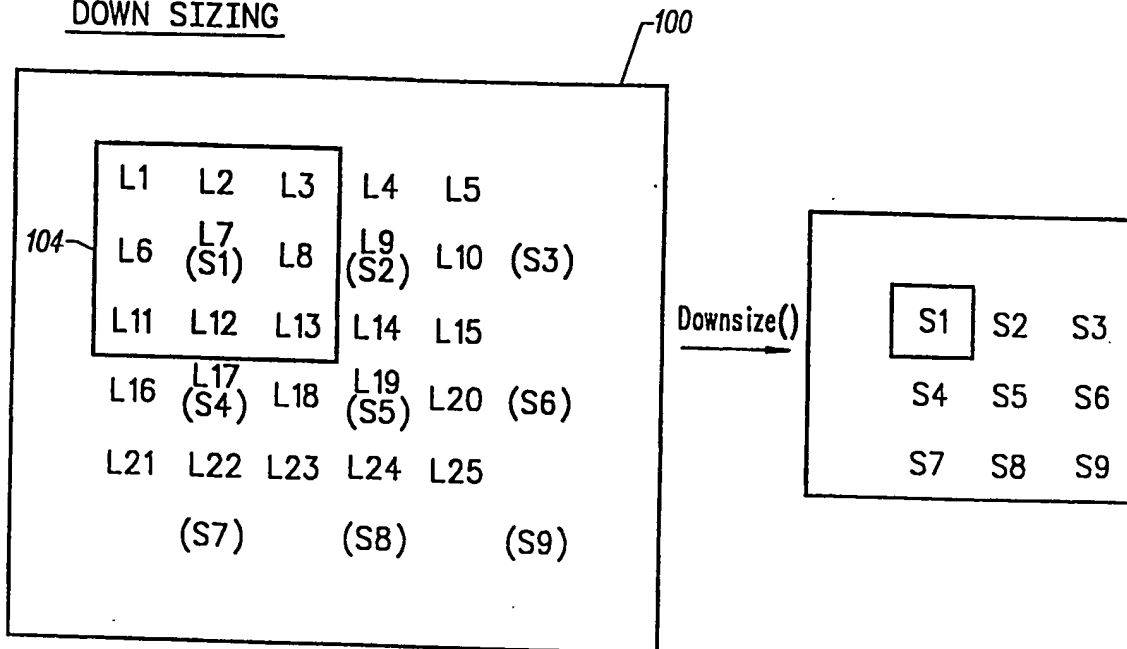 DOWN SIZING
100
L1 L2 L3 L4 L5
104
L6 L7 L8 L9 L10 (S3)
(S1) (S2)
L11 L12 L13 L14 L15
L16 L17 L18 L19 L20 (S6)
(S4) (S5)
L21 L22 L23 L24 L25
(S7) (S8) (S9)
Downsize()
S1 S2 S3
S4 S5 S6
S7 S8 S9